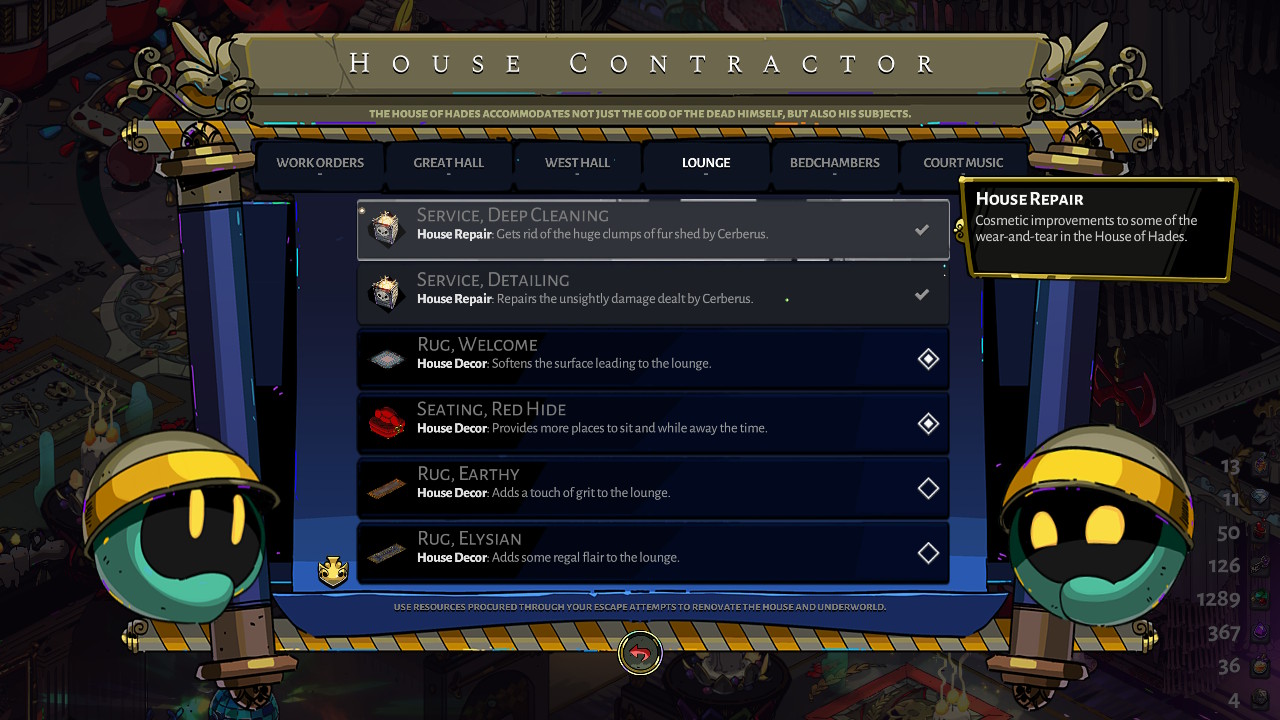 House Contractor
THE HOUSE OF HADES ACCOMMODATES NOT JUST THE GOD OF THE DEAD HIMSELF, BUT ALSO HIS SUBJECTS.
WORK ORDERS
GREAT HALL
WEST HALL
LOUNGE
BEDCHAMBERS
COURT MUSIC
House Repair
Cosmetic improvements to some of the
wear-and-tear in the House of Hades.
Service, Deep Cleaning
House Repair: Gets rid of the huge clumps of fur shed by Cerberus.
Service, Detailing
House Repair: Repairs the unsightly damage dealt by Cerberus.
Rug, Welcome
House Decor: Softens the surface leading to the lounge.
Seating, Red Hide
House Decor: Provides more places to sit and while away the time.
Rug, Earthy
House Decor: Adds a touch of grit to the lounge.
Rug, Elysian
House Decor: Adds some regal flair to the lounge.
USE RESOURCES PROCURED THROUGH YOUR ESCAPE ATTEMPTS TO RENOVATE THE HOUSE AND UNDERWORLD.
13
11
50
126
1289
367
36
4